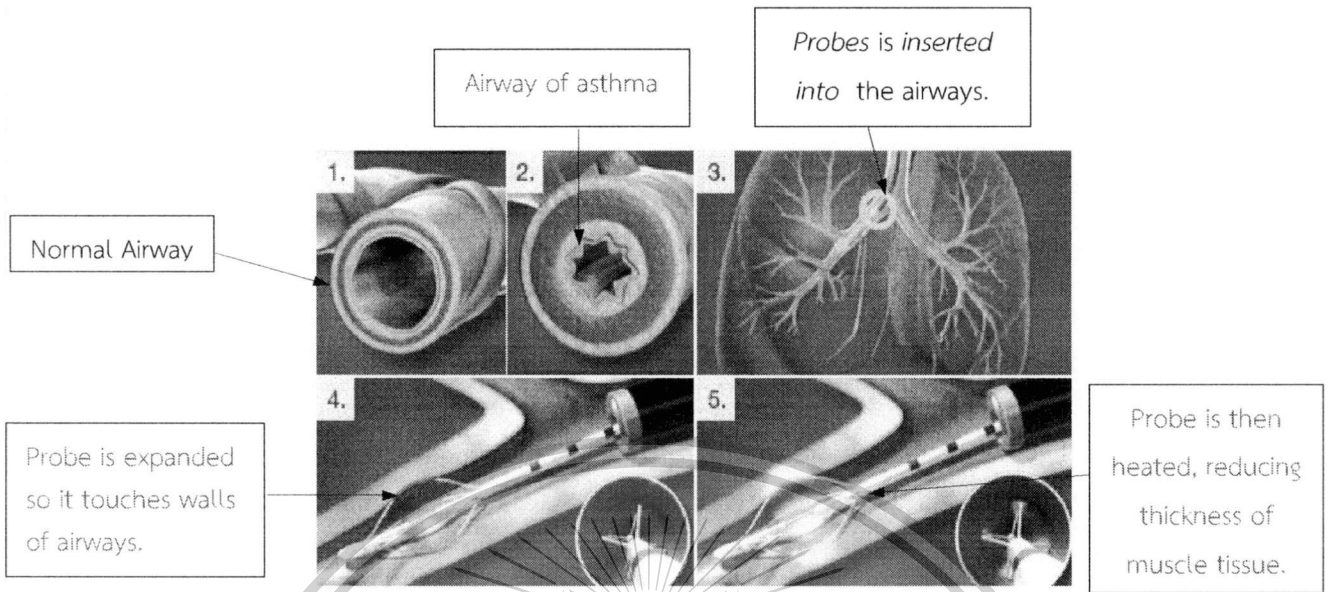 Probes is inserted
into the airways.
Airway of asthma
1.
2.
3.
Normal Airway
4.
5.
Probe is expanded
so it touches walls
of airways.
Probe is then
heated, reducing
thickness of
muscle tissue.